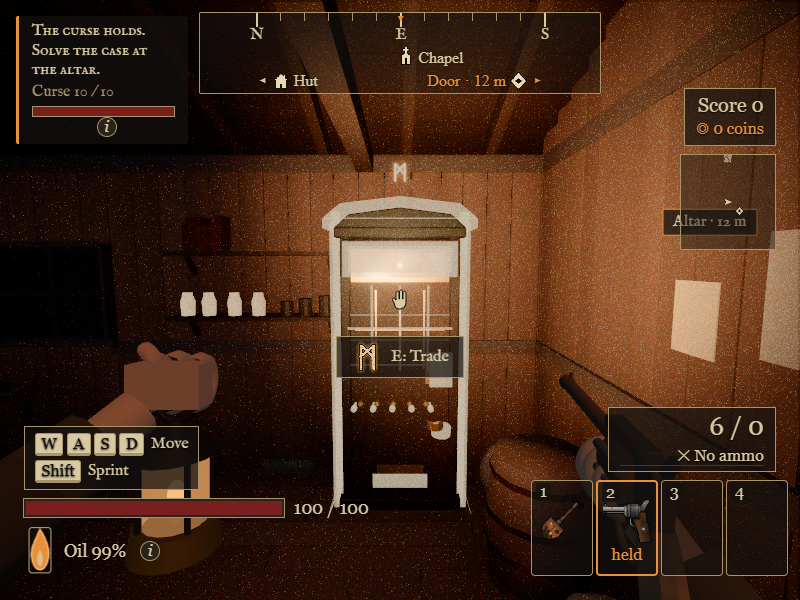 The curse holds.
Solve the case at
the altar.
Curse 10/10
i
N E S
Chapel
Hut
Door · 12 m
Score 0
0 coins
N
Altar · 12 m
E: Trade
W A S D Move
Shift Sprint
100 / 100
Oil 99% i
6 / 0
No ammo
1 2 3 4
held